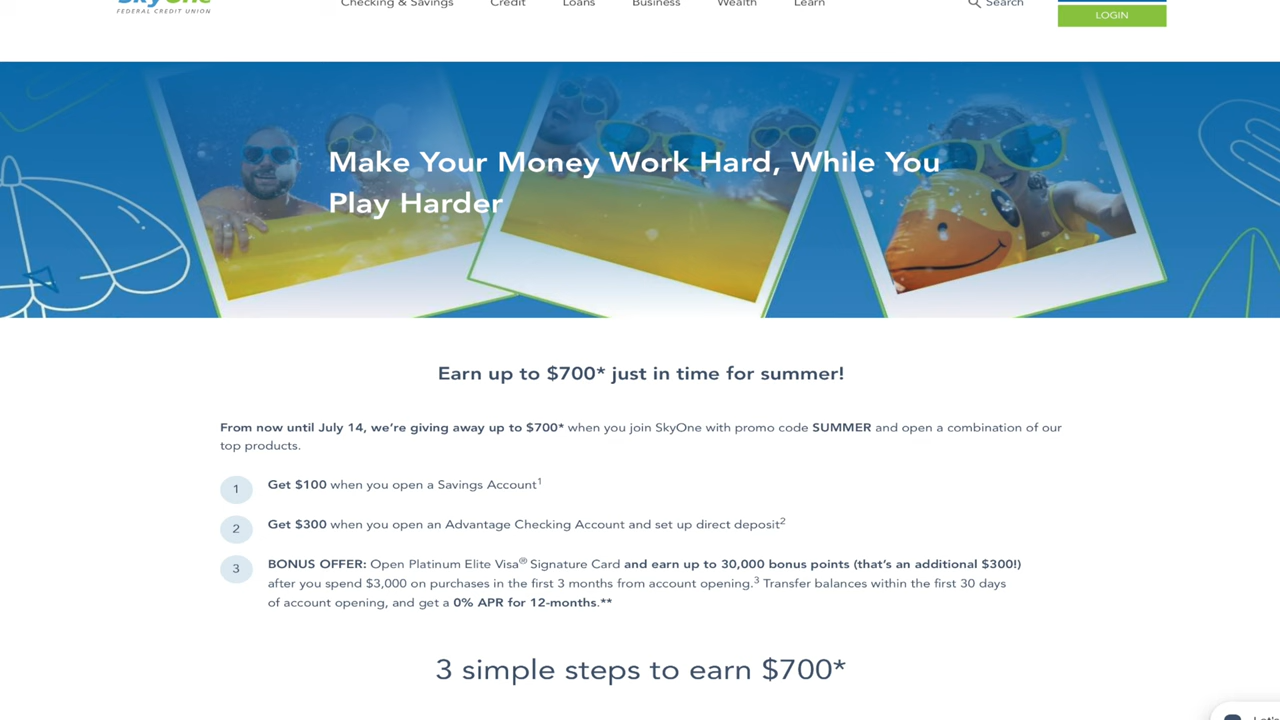 SkyOne
FEDERAL CREDIT UNION
Checking & Savings Credit Loans Business Wealth Learn
Search
LOGIN
Make Your Money Work Hard, While You
Play Harder
Earn up to $700* just in time for summer!
From now until July 14, we’re giving away up to $700* when you join SkyOne with promo code SUMMER and open a combination of our
top products.
1 Get $100 when you open a Savings Account¹
2 Get $300 when you open an Advantage Checking Account and set up direct deposit²
3 BONUS OFFER: Open Platinum Elite Visa® Signature Card and earn up to 30,000 bonus points (that’s an additional $300!)
after you spend $3,000 on purchases in the first 3 months from account opening.³ Transfer balances within the first 30 days
of account opening, and get a 0% APR for 12-months.**
3 simple steps to earn $700*